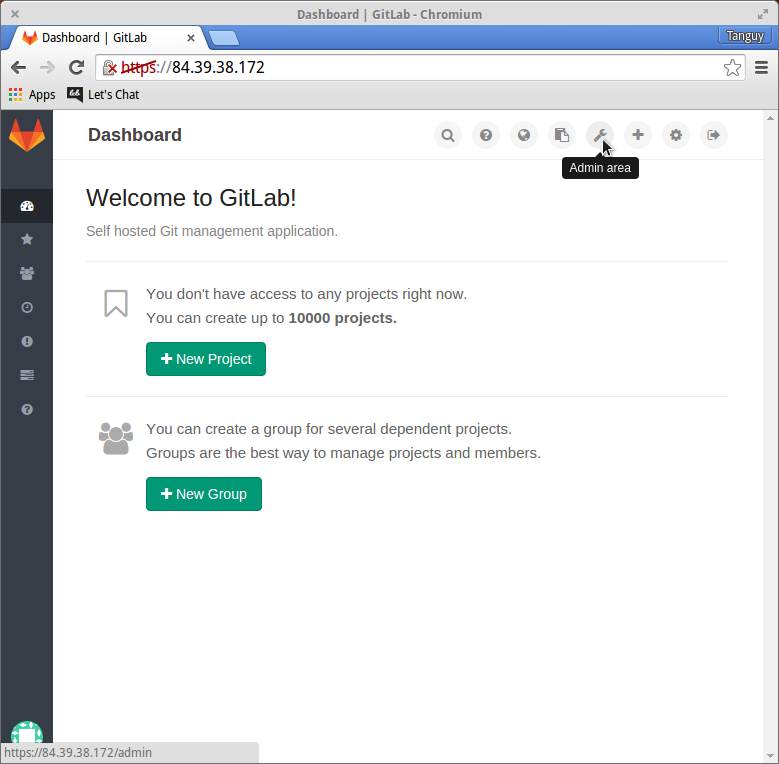 Dashboard | GitLab - Chromium
Dashboard | GitLab
Tanguy
https://84.39.38.172
Apps
Let's Chat
Dashboard
Admin area
Welcome to GitLab!
Self hosted Git management application.
You don't have access to any projects right now.
You can create up to 10000 projects.
New Project
You can create a group for several dependent projects.
Groups are the best way to manage projects and members.
New Group
https://84.39.38.172/admin